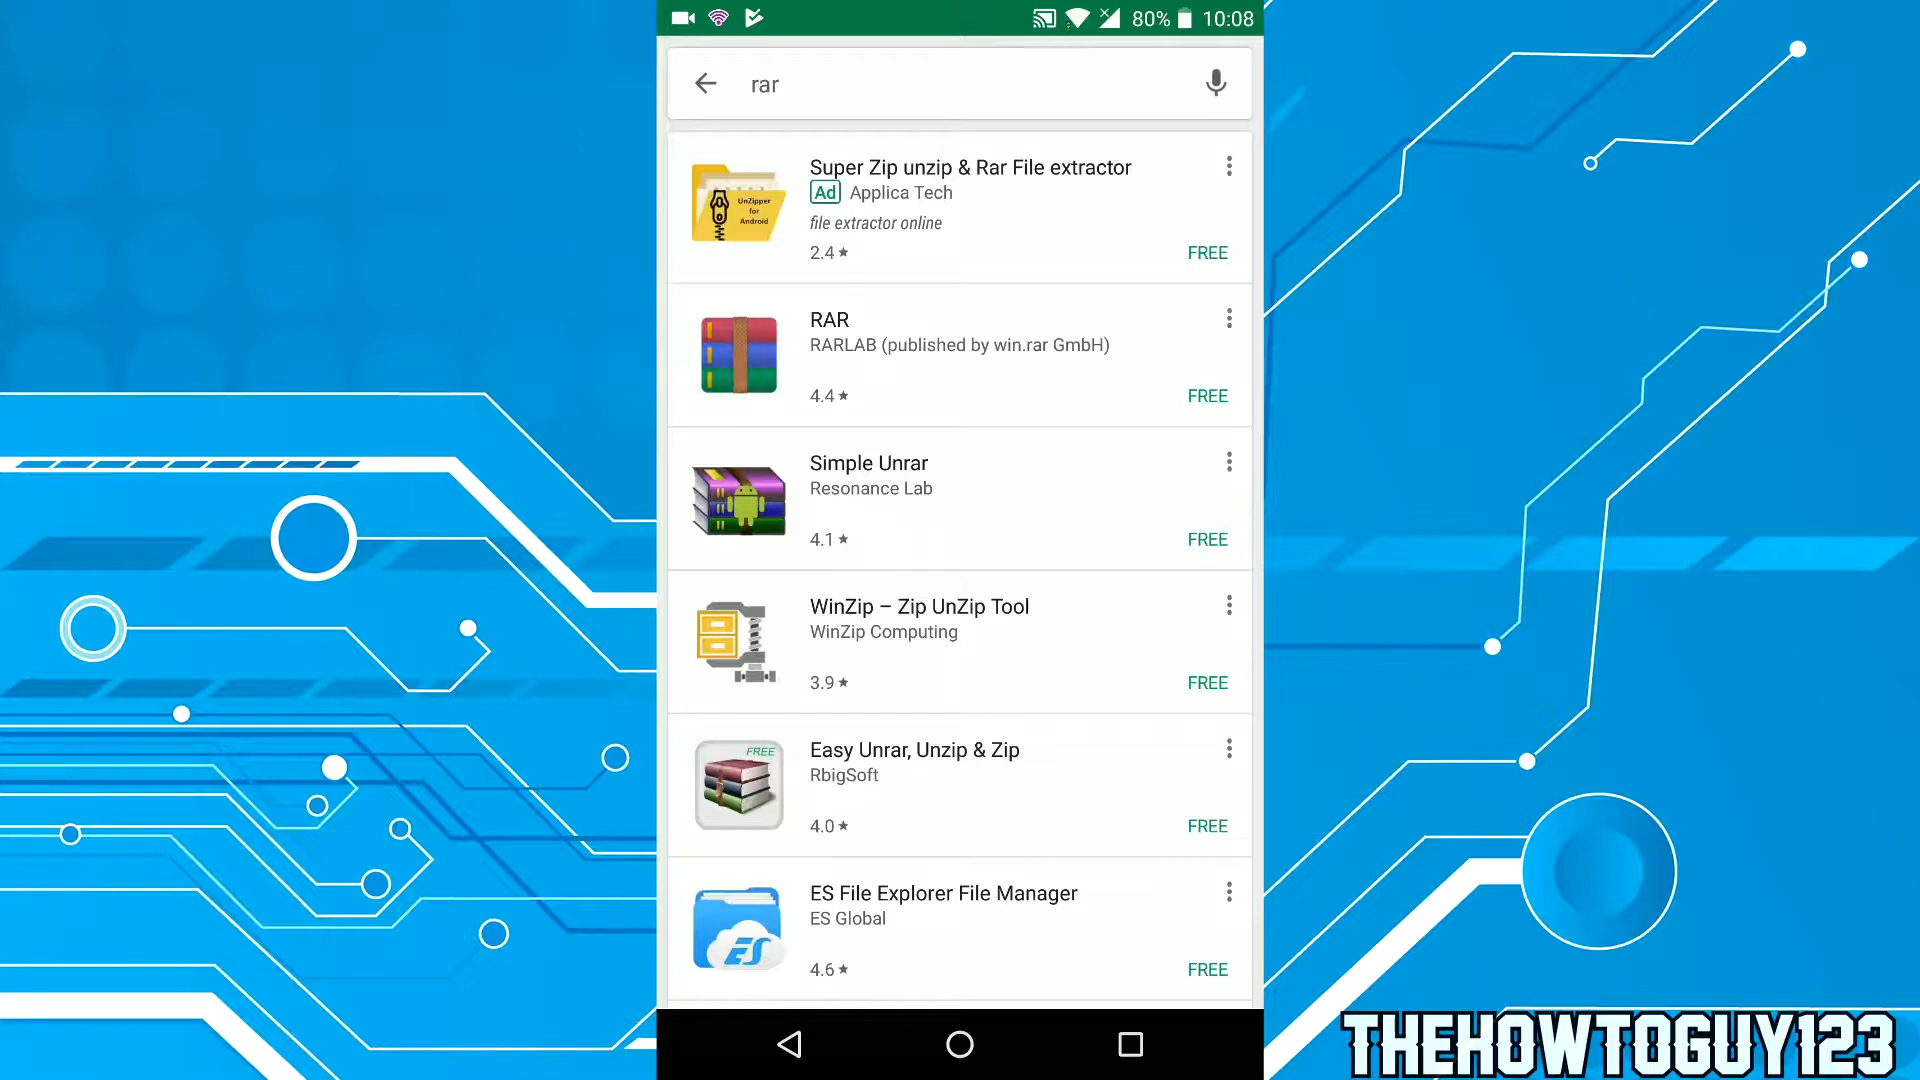 80% 10:08
rar
Super Zip unzip & Rar File extractor
Ad Applica Tech
file extractor online
2.4 ★ FREE
UnZipper
for
Android
RAR
RARLAB (published by win.rar GmbH)
4.4 ★ FREE
Simple Unrar
Resonance Lab
4.1 ★ FREE
WinZip – Zip UnZip Tool
WinZip Computing
3.9 ★ FREE
FREE
Easy Unrar, Unzip & Zip
RbigSoft
4.0 ★ FREE
ES File Explorer File Manager
ES Global
4.6 ★ FREE
ES
THEHOWTOGUY123